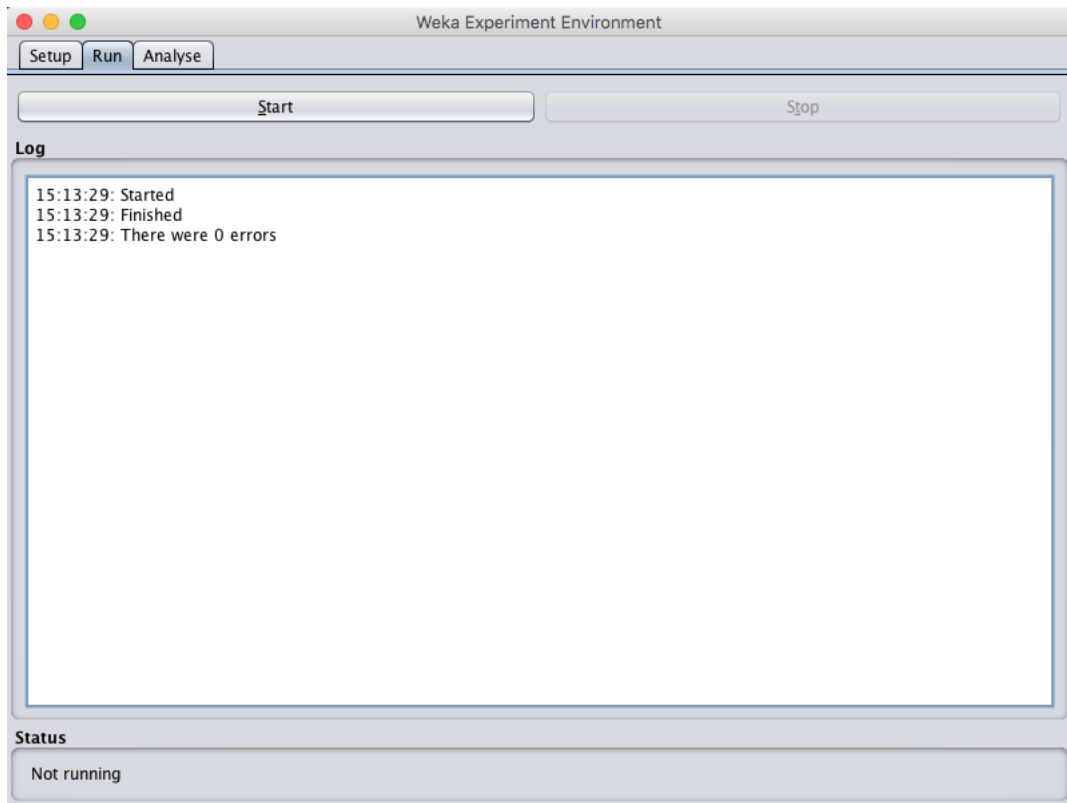 Weka Experiment Environment
Setup Run Analyse
Start Stop
Log
15:13:29: Started
15:13:29: Finished
15:13:29: There were 0 errors
Status
Not running